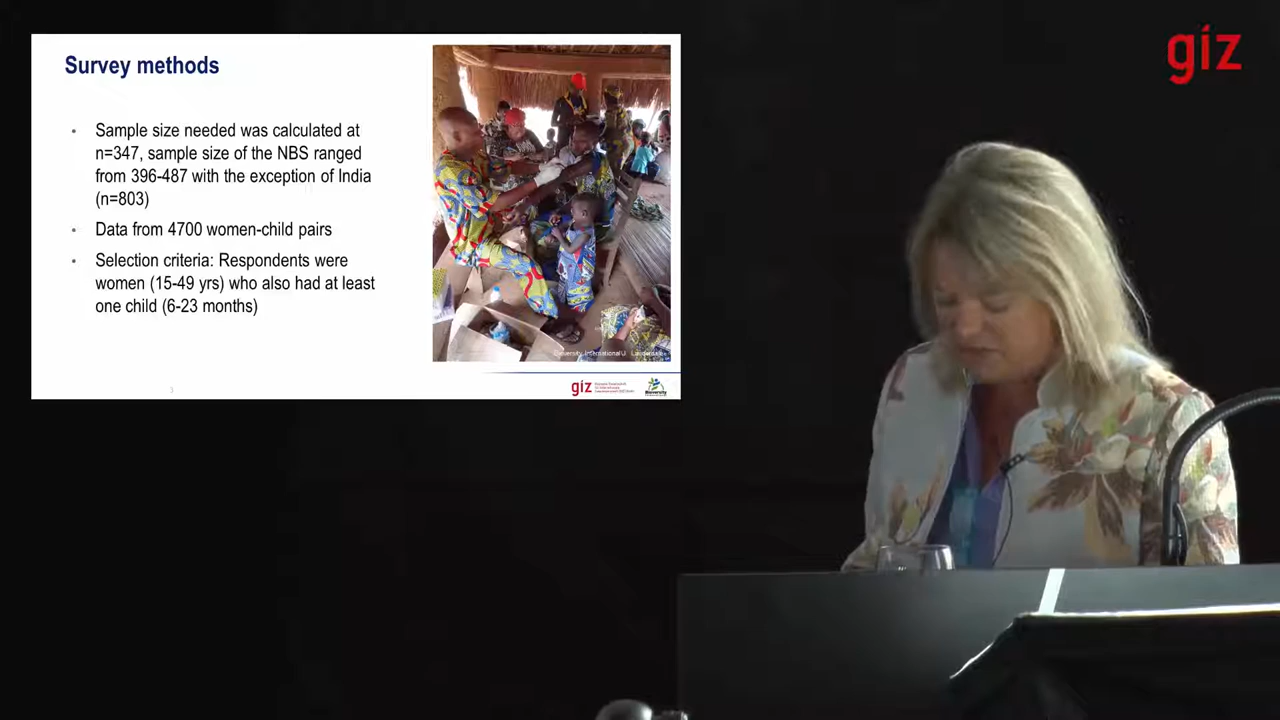 giz
Survey methods
• Sample size needed was calculated at
n=347, sample size of the NBS ranged
from 396-487 with the exception of India
(n=803)
• Data from 4700 women-child pairs
• Selection criteria: Respondents were
women (15-49 yrs) who also had at least
one child (6-23 months)
3
giz
Bioversity